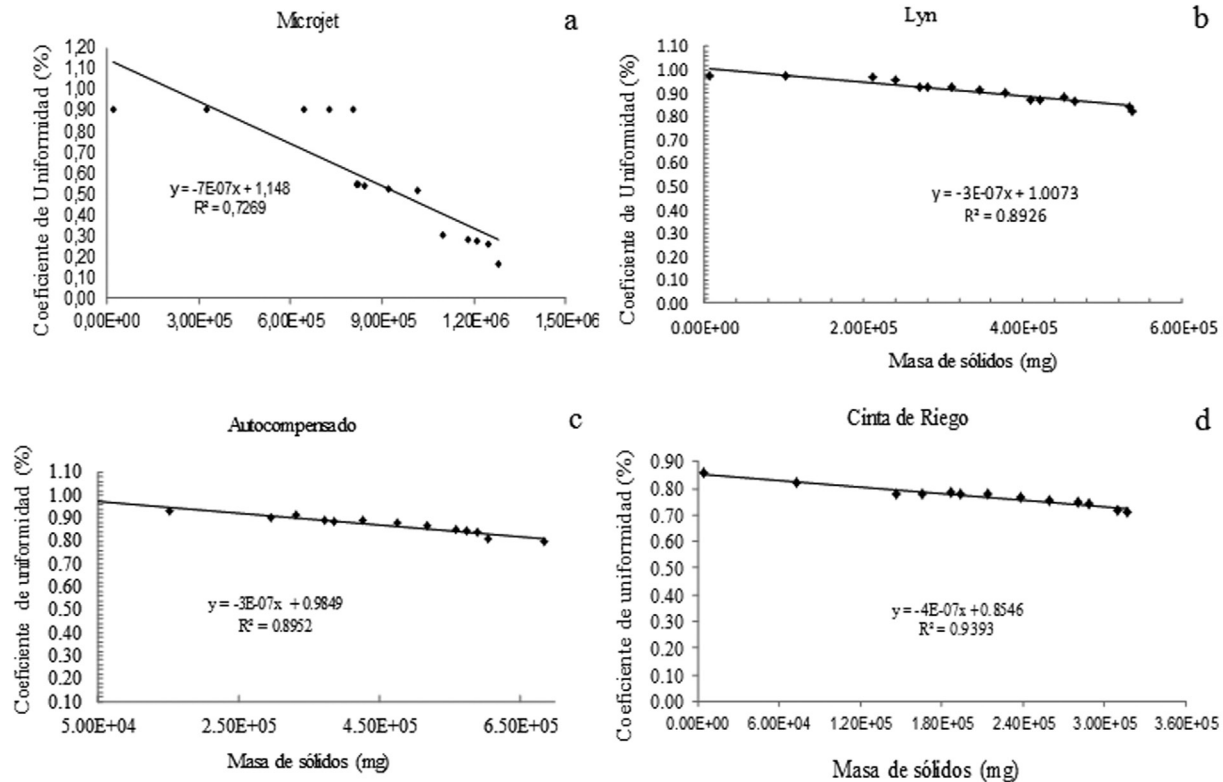 Microjet
a
Coeficiente de Uniformidad (%)
1,20
1,10
1,00
0,90
0,80
0,70
0,60
0,50
0,40
0,30
0,20
0,10
0,00
y = -7E-07x + 1,148
R² = 0,7269
0,00E+00 3,00E+05 6,00E+05 9,00E+05 1,20E+06 1,50E+06
Lyn
b
Coeficiente de Uniformidad (%)
1.10
1.00
0.90
0.80
0.70
0.60
0.50
0.40
0.30
0.20
0.10
0.00
y = -3E-07x + 1.0073
R² = 0.8926
0.00E+00 2.00E+05 4.00E+05 6.00E+05
Masa de sólidos (mg)
Autocompensado
c
Coeficiente de uniformidad (%)
1.10
1.00
0.90
0.80
0.70
0.60
0.50
0.40
0.30
0.20
0.10
y = -3E-07x + 0.9849
R² = 0.8952
5.00E+04 2.50E+05 4.50E+05 6.50E+05
Masa de sólidos (mg)
Cinta de Riego
d
Coeficiente de uniformidad (%)
0.90
0.80
0.70
0.60
0.50
0.40
0.30
0.20
0.10
0.00
y = -4E-07x + 0.8546
R² = 0.9393
0.00E+00 6.00E+04 1.20E+05 1.80E+05 2.40E+05 3.00E+05 3.60E+05
Masa de sólidos (mg)